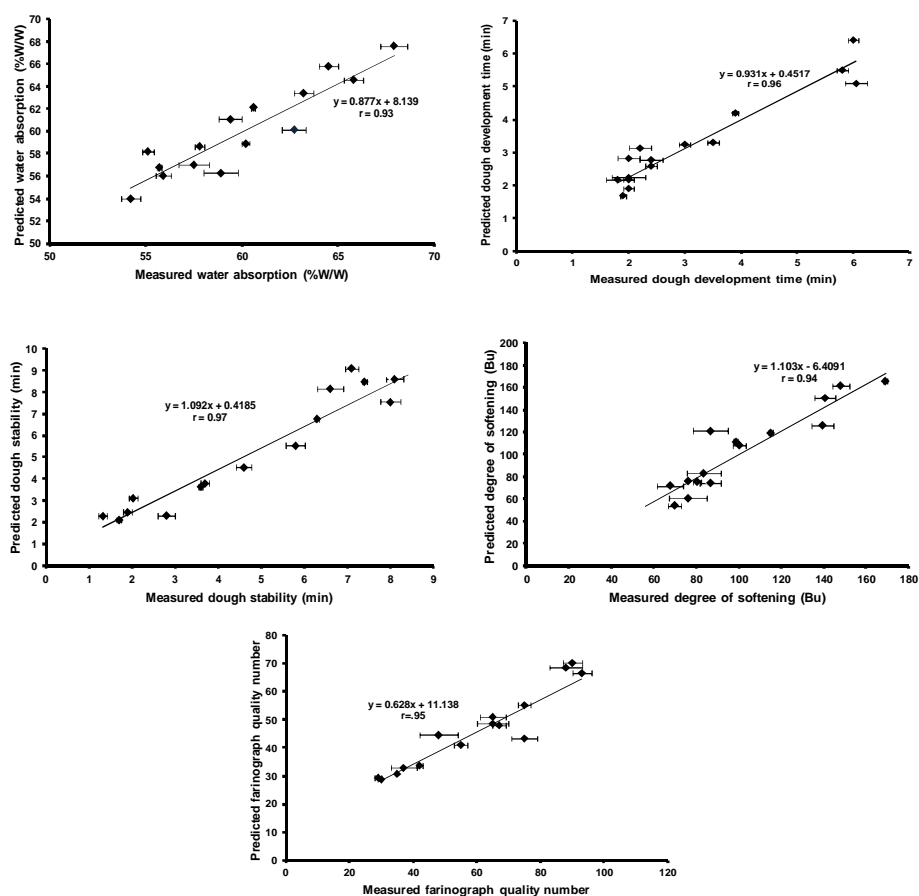 Predicted water absorption (%W/W)
70
68
66
64
62
60
58
56
54
52
50
50 55 60 65 70
Measured water absorption (%W/W)
y = 0.877x + 8.139
r = 0.93
Predicted dough development time (min)
7
6
5
4
3
2
1
0
0 1 2 3 4 5 6 7
Measured dough development time (min)
y = 0.931x + 0.4517
r = 0.96
Predicted dough stability (min)
10
9
8
7
6
5
4
3
2
1
0
0 1 2 3 4 5 6 7 8 9
Measured dough stability (min)
y = 1.092x + 0.4185
r = 0.97
Predicted degree of softening (Bu)
200
180
160
140
120
100
80
60
40
20
0
0 20 40 60 80 100 120 140 160 180
Measured degree of softening (Bu)
y = 1.103x - 6.4091
r = 0.94
Predicted farinograph quality number
80
70
60
50
40
30
20
10
0
0 20 40 60 80 100 120
Measured farinograph quality number
y = 0.628x + 11.138
r=.95